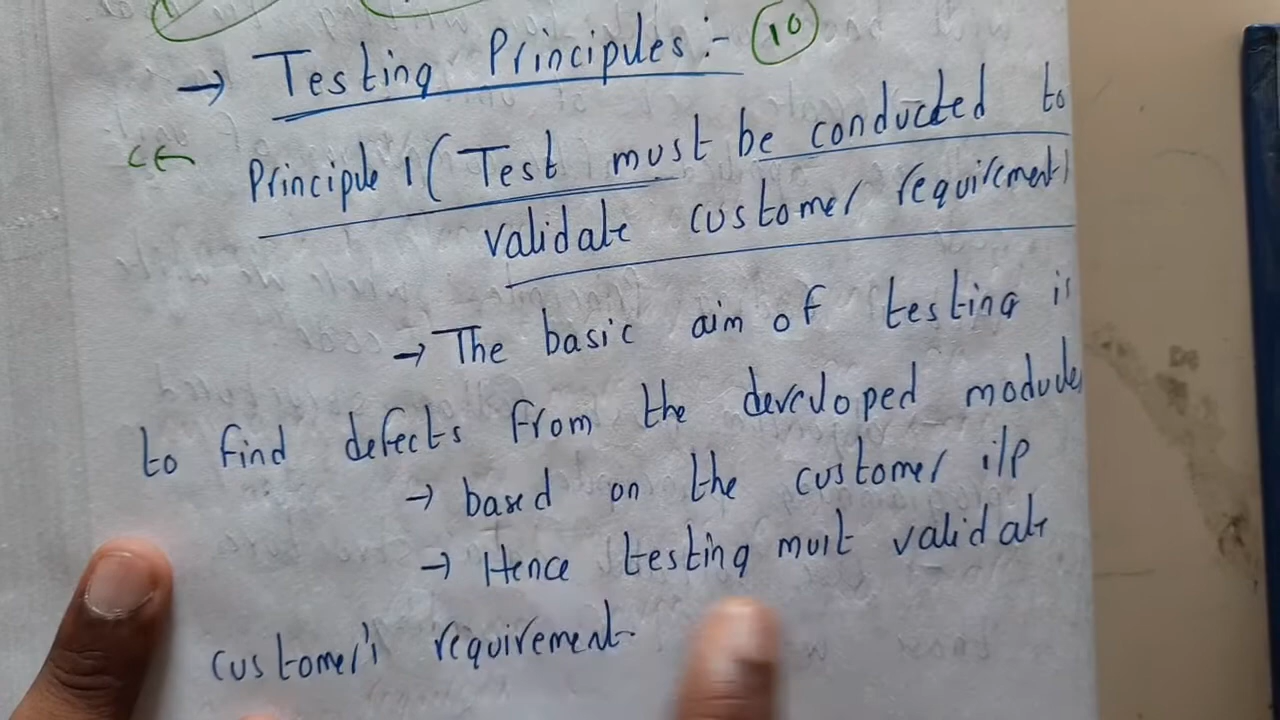 → Testing Principles :- 10
Principle 1 ( Test must be conducted to
validate customer requirement)
→ The basic aim of testing is
to find defects from the developed module
→ based on the customer i/p
→ Hence testing must validate
customer's requirement